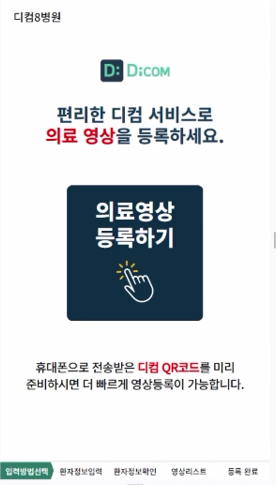 디컴8병원
D: DiCOM
편리한 디컴 서비스로
의료 영상을 등록하세요.
의료영상
등록하기
휴대폰으로 전송받은 디컴 QR코드를 미리
준비하시면 더 빠르게 영상등록이 가능합니다.
입력방법선택 환자정보입력 환자정보확인 영상리스트 등록 완료